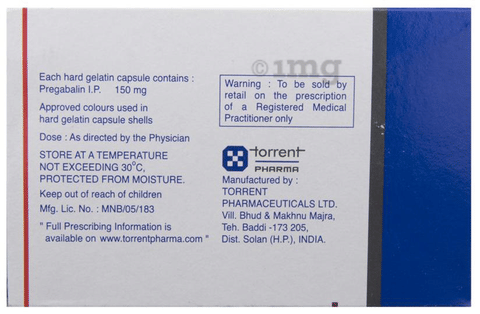 ©1mg
Each hard gelatin capsule contains :
Pregabalin I.P. 150 mg
Approved colours used in
hard gelatin capsule shells
Dose : As directed by the Physician
STORE AT A TEMPERATURE
NOT EXCEEDING 30°C,
PROTECTED FROM MOISTURE.
Keep out of reach of children
Mfg. Lic. No. : MNB/05/183
" Full Prescribing Information is
available on www.torrentpharma.com "
Warning : To be sold by
retail on the prescription
of a Registered Medical
Practitioner only
torrent
PHARMA
Manufactured by :
TORRENT
PHARMACEUTICALS LTD.
Vill. Bhud & Makhnu Majra,
Teh. Baddi -173 205,
Dist. Solan (H.P.), INDIA.